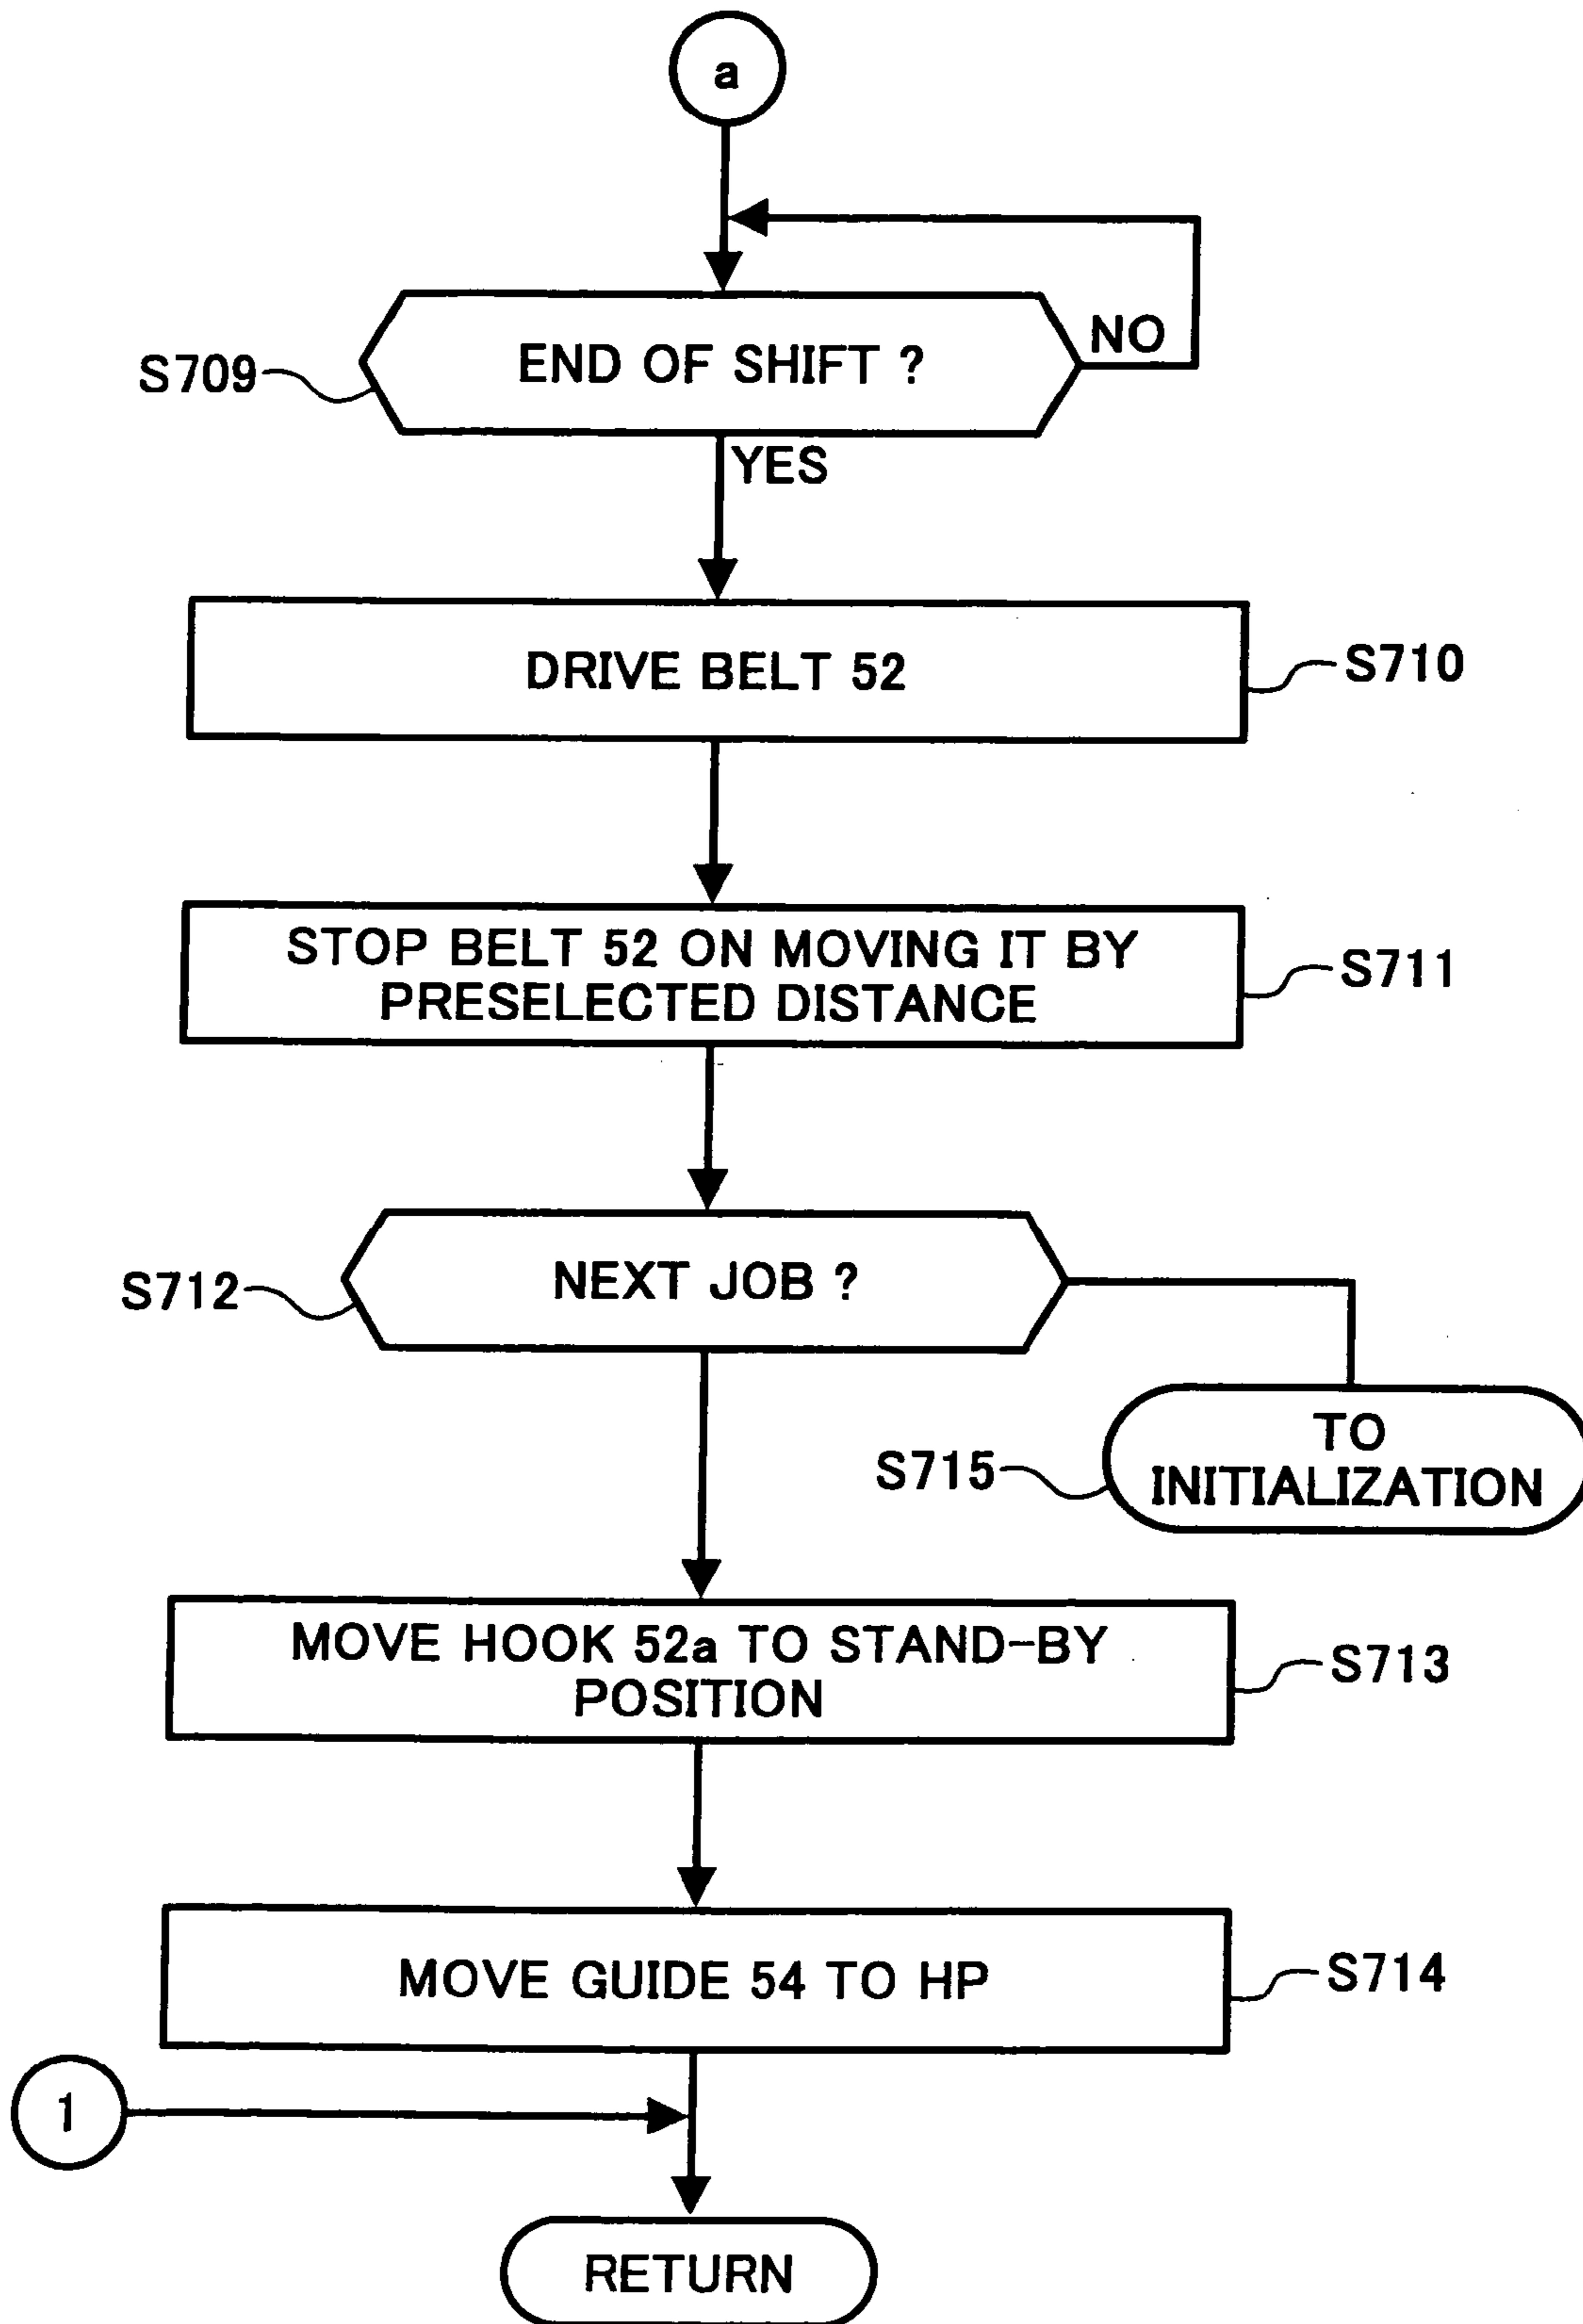 a
END OF SHIFT ?
NO
S709
YES
DRIVE BELT 52
S710
STOP BELT 52 ON MOVING IT BY
PRESELECTED DISTANCE
S711
NEXT JOB ?
S712
TO
INITIALIZATION
S715
MOVE HOOK 52a TO STAND-BY
POSITION
S713
MOVE GUIDE 54 TO HP
S714
1
RETURN